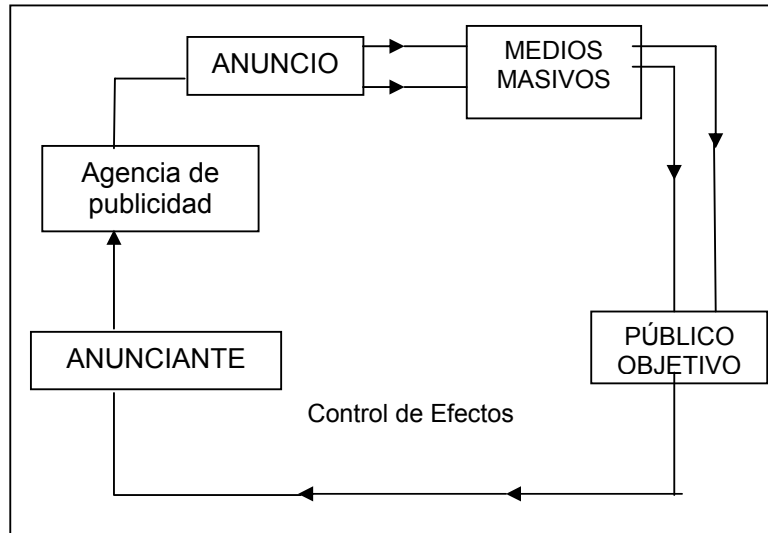 ANUNCIO
MEDIOS
MASIVOS
Agencia de
publicidad
ANUNCIANTE
PÚBLICO
OBJETIVO
Control de Efectos